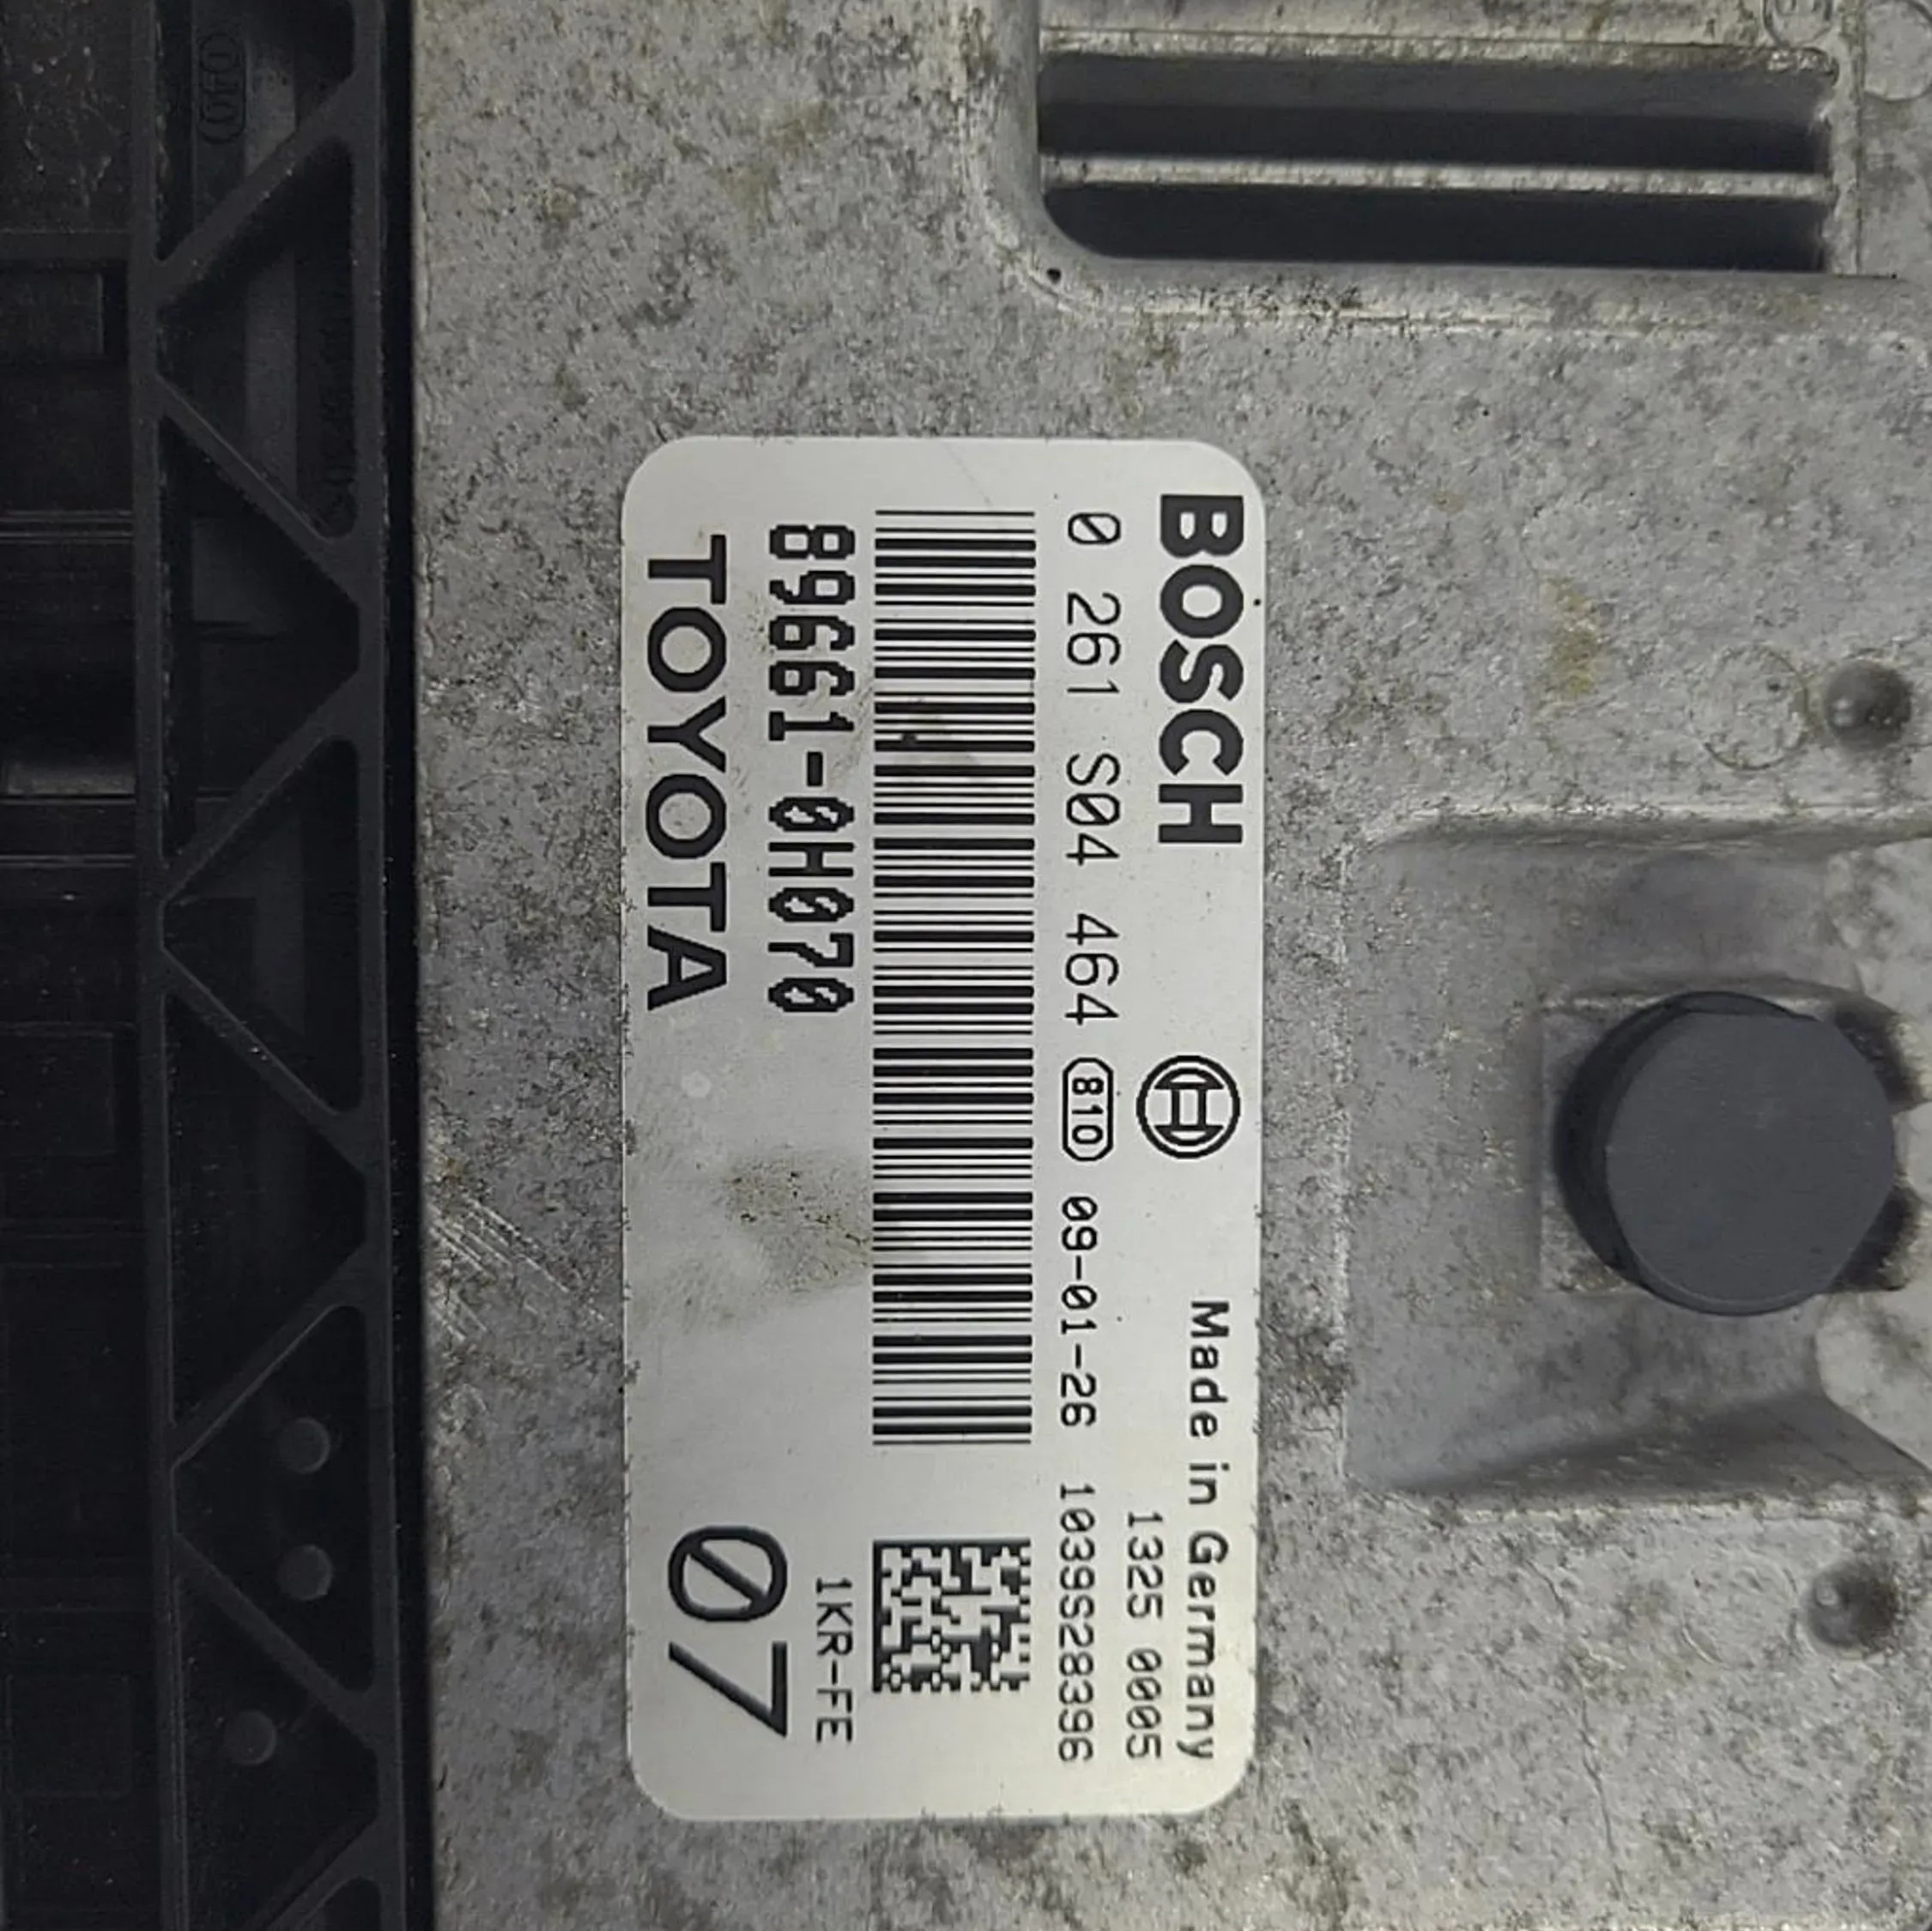 BOSCH
Made in Germany
1325 0005
0 261 S04 464 810 09-01-26 1039S28396
89661-0H070
1KR-FE
TOYOTA
07